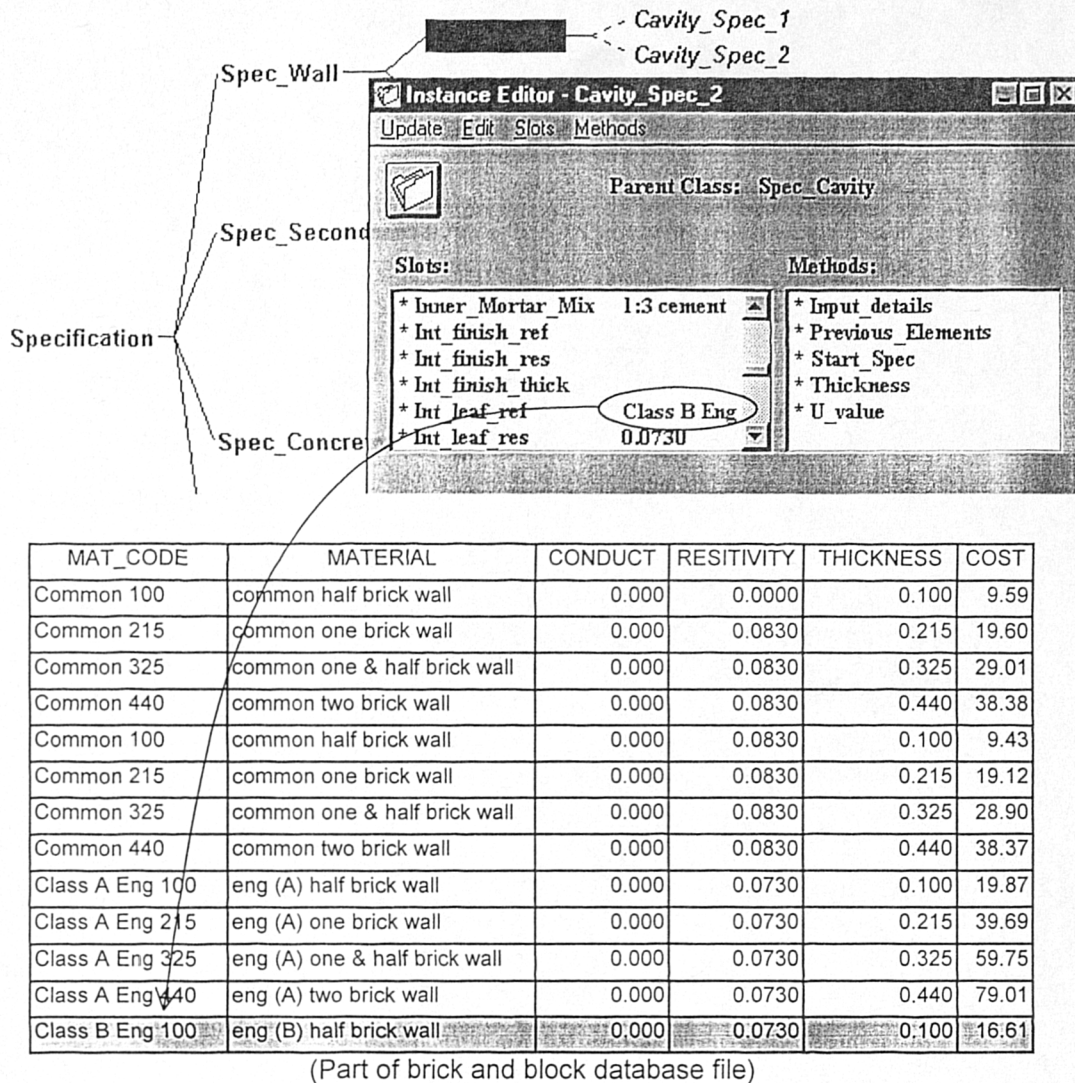 Cavity_Spec_1
Cavity_Spec_2
Spec_Wall
Instance Editor - Cavity_Spec_2
Update Edit Slots Methods
Parent Class: Spec_Cavity
Spec_Second
Slots:
Methods:
* Inner_Mortar_Mix 1:3 cement
* Int_finish_ref
* Int_finish_res
* Int_finish_thick
* Int_leaf_ref Class B Eng
* Int_leaf_res 0.0730
* Input_details
* Previous_Elements
* Start_Spec
* Thickness
* U_value
Specification
Spec_Concre
MAT_CODE MATERIAL CONDUCT RESITIVITY THICKNESS COST
Common 100 common half brick wall 0.000 0.0000 0.100 9.59
Common 215 common one brick wall 0.000 0.0830 0.215 19.60
Common 325 common one & half brick wall 0.000 0.0830 0.325 29.01
Common 440 common two brick wall 0.000 0.0830 0.440 38.38
Common 100 common half brick wall 0.000 0.0830 0.100 9.43
Common 215 common one brick wall 0.000 0.0830 0.215 19.12
Common 325 common one & half brick wall 0.000 0.0830 0.325 28.90
Common 440 common two brick wall 0.000 0.0830 0.440 38.37
Class A Eng 100 eng (A) half brick wall 0.000 0.0730 0.100 19.87
Class A Eng 215 eng (A) one brick wall 0.000 0.0730 0.215 39.69
Class A Eng 325 eng (A) one & half brick wall 0.000 0.0730 0.325 59.75
Class A Eng 440 eng (A) two brick wall 0.000 0.0730 0.440 79.01
Class B Eng 100 eng (B) half brick wall 0.000 0.0730 0.100 16.61
(Part of brick and block database file)